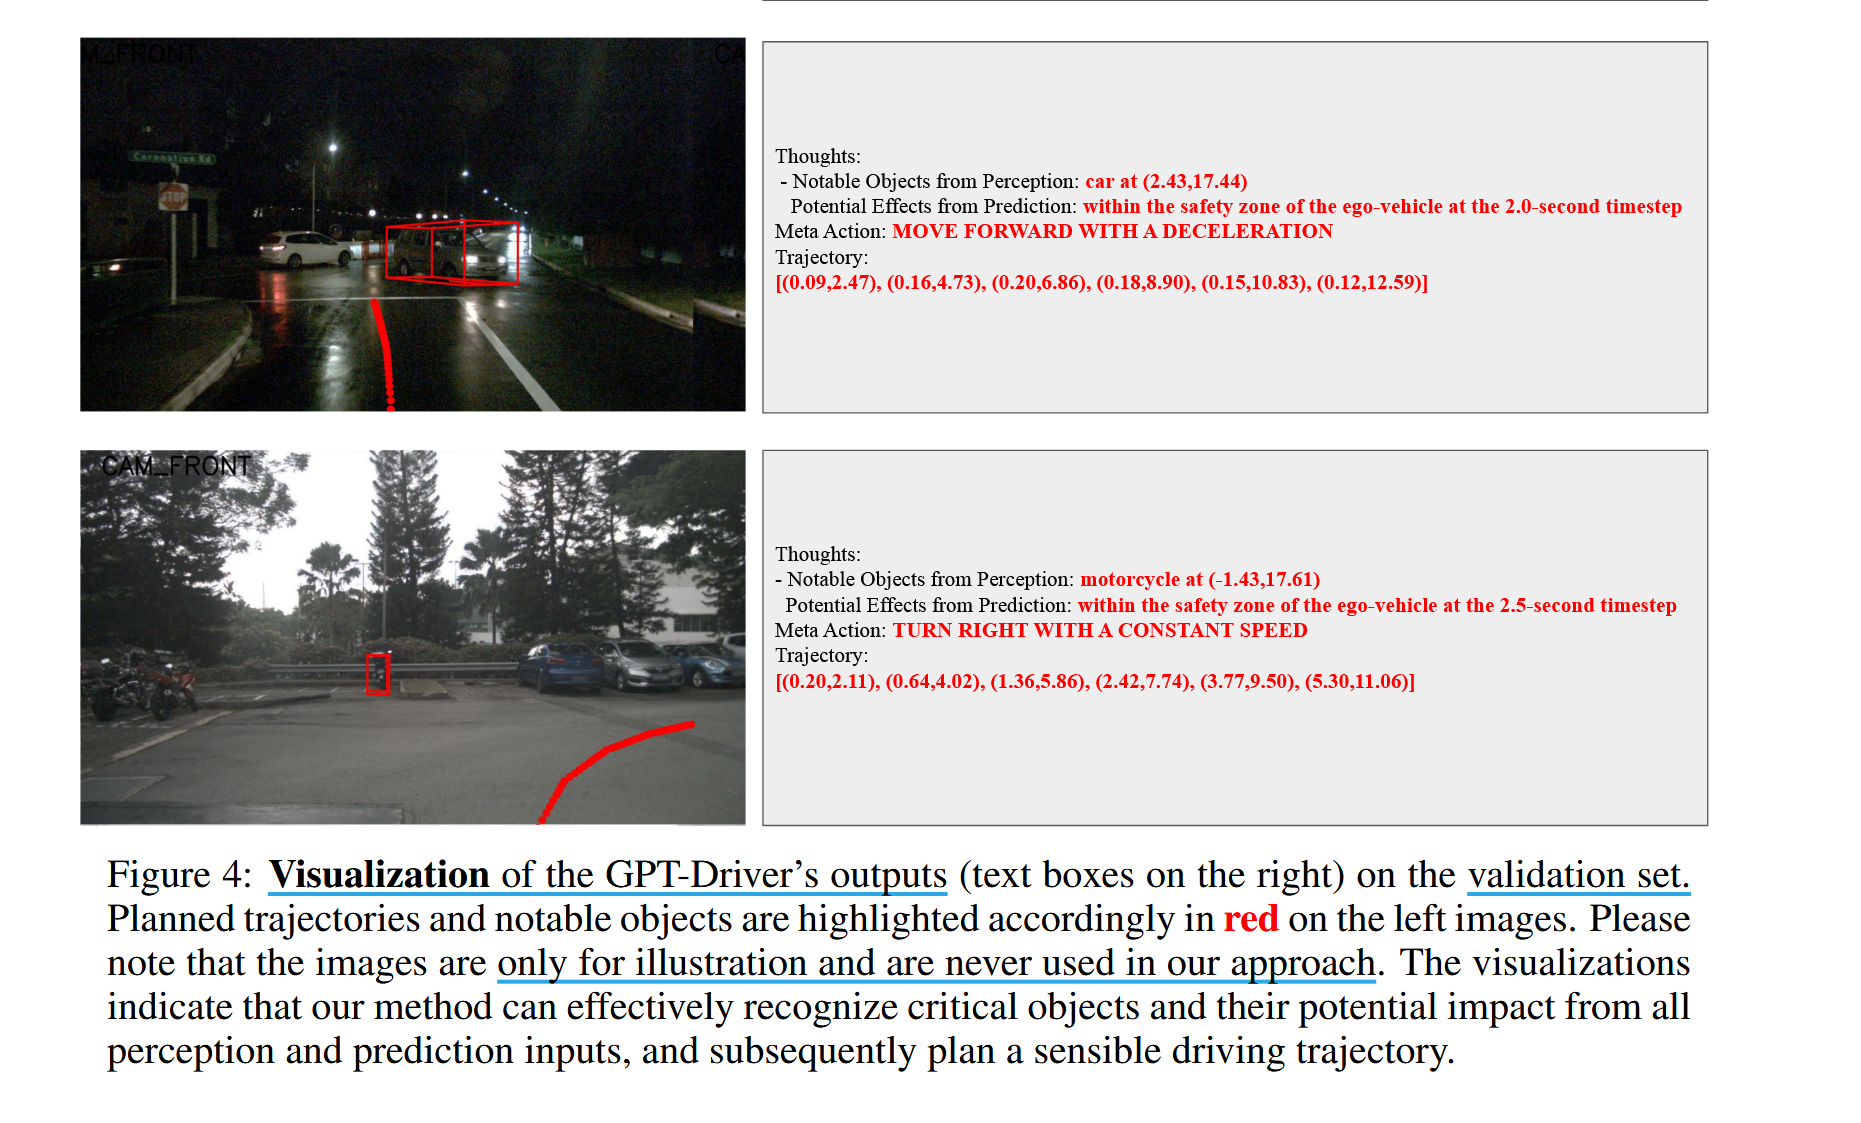 M_FRONT
CA
Coronation Rd
STOP
Thoughts:
- Notable Objects from Perception: car at (2.43,17.44)
Potential Effects from Prediction: within the safety zone of the ego-vehicle at the 2.0-second timestep
Meta Action: MOVE FORWARD WITH A DECELERATION
Trajectory:
[(0.09,2.47), (0.16,4.73), (0.20,6.86), (0.18,8.90), (0.15,10.83), (0.12,12.59)]
CAM_FRONT
Thoughts:
- Notable Objects from Perception: motorcycle at (-1.43,17.61)
Potential Effects from Prediction: within the safety zone of the ego-vehicle at the 2.5-second timestep
Meta Action: TURN RIGHT WITH A CONSTANT SPEED
Trajectory:
[(0.20,2.11), (0.64,4.02), (1.36,5.86), (2.42,7.74), (3.77,9.50), (5.30,11.06)]
Figure 4: Visualization of the GPT-Driver’s outputs (text boxes on the right) on the validation set.
Planned trajectories and notable objects are highlighted accordingly in red on the left images. Please
note that the images are only for illustration and are never used in our approach. The visualizations
indicate that our method can effectively recognize critical objects and their potential impact from all
perception and prediction inputs, and subsequently plan a sensible driving trajectory.